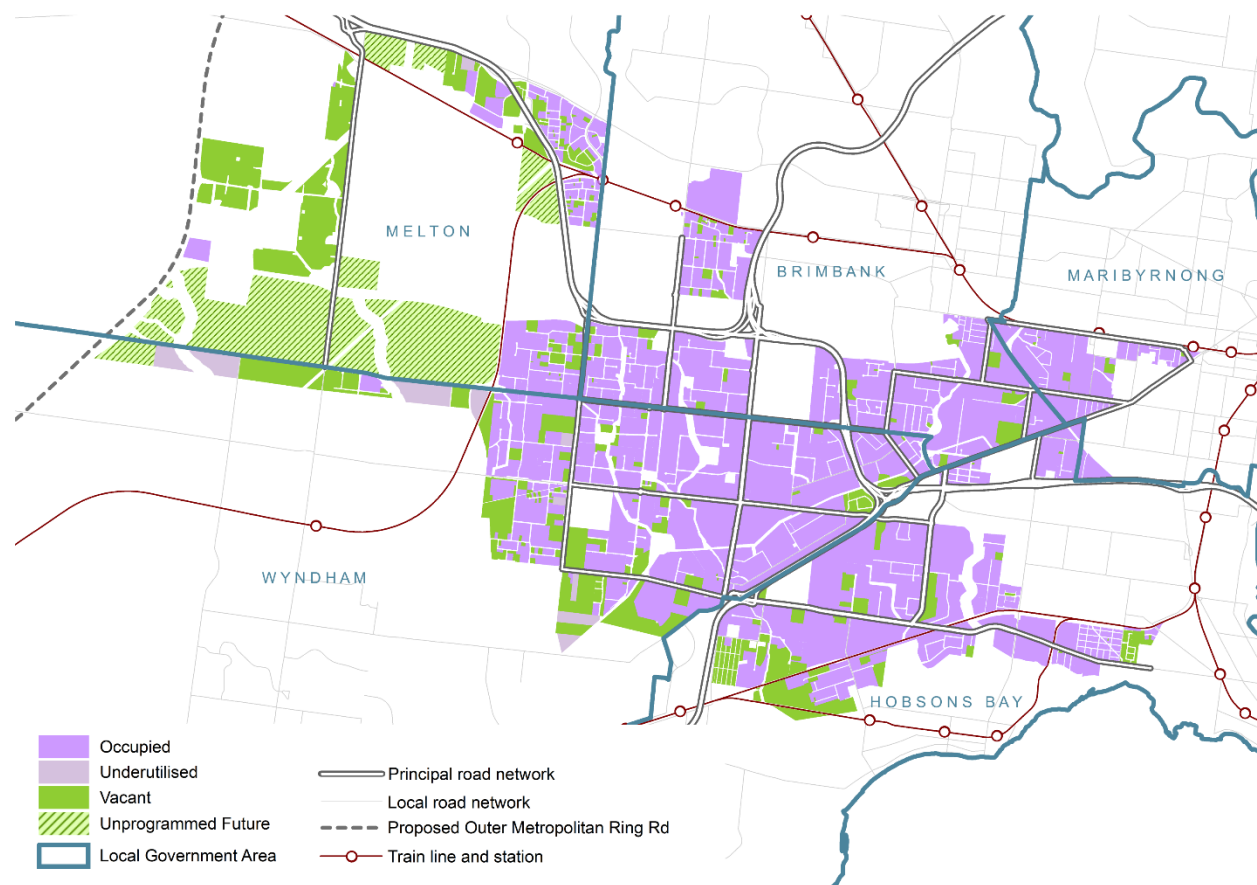 MELTON
BRIMBANK
MARIBYRNONG
WYNDHAM
HOBSONS BAY
Occupied
Underutilised
Vacant
Unprogrammed Future
Local Government Area
Principal road network
Local road network
Proposed Outer Metropolitan Ring Rd
Train line and station